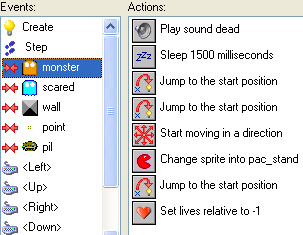 Events:
Create
Step
monster
scared
wall
point
pil
<Left>
<Up>
<Right>
<Down>
Actions:
Play sound dead
zzz
Sleep 1500 milliseconds
Jump to the start position
Jump to the start position
Start moving in a direction
Change sprite into pac_stand
Jump to the start position
Set lives relative to -1